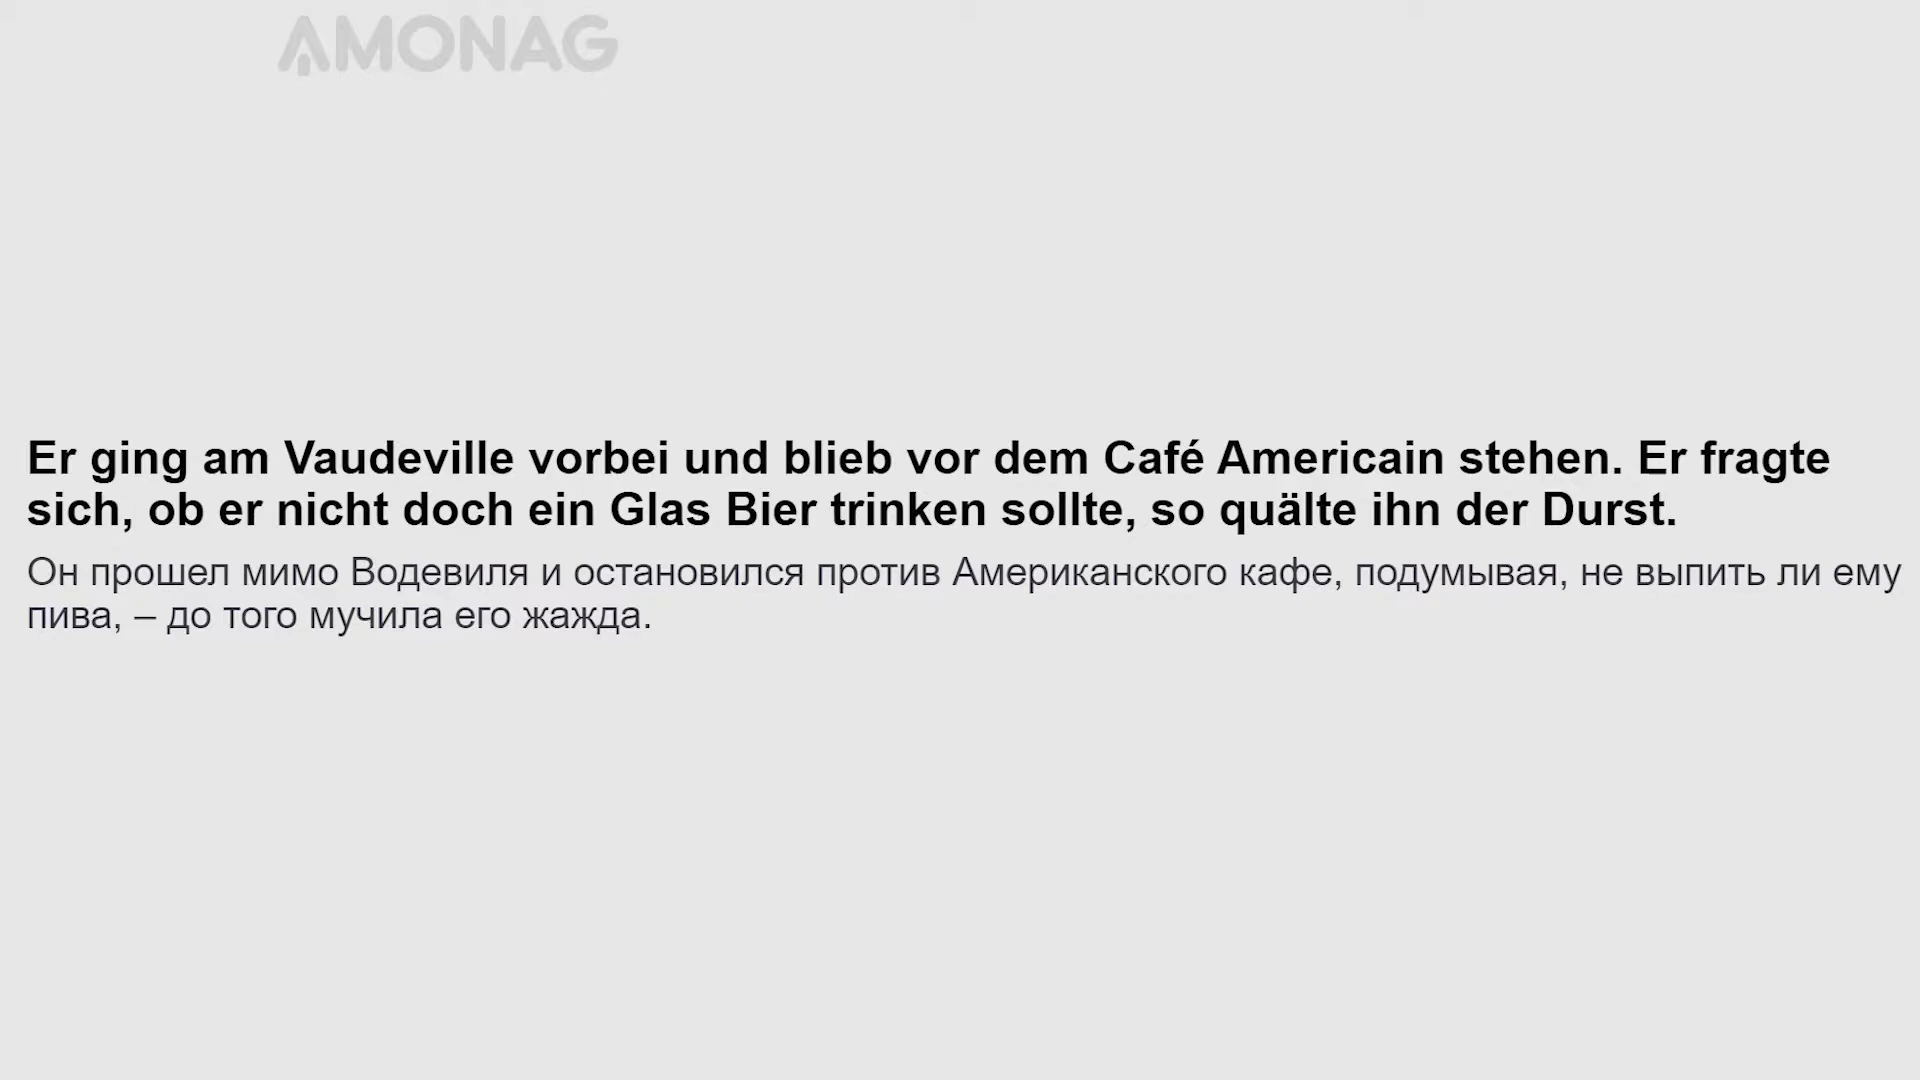 AMONAG
Er ging am Vaudeville vorbei und blieb vor dem Café Americain stehen. Er fragte
sich, ob er nicht doch ein Glas Bier trinken sollte, so quälte ihn der Durst.
Он прошел мимо Водевиля и остановился против Американского кафе, подумывая, не выпить ли ему
пива, – до того мучила его жажда.